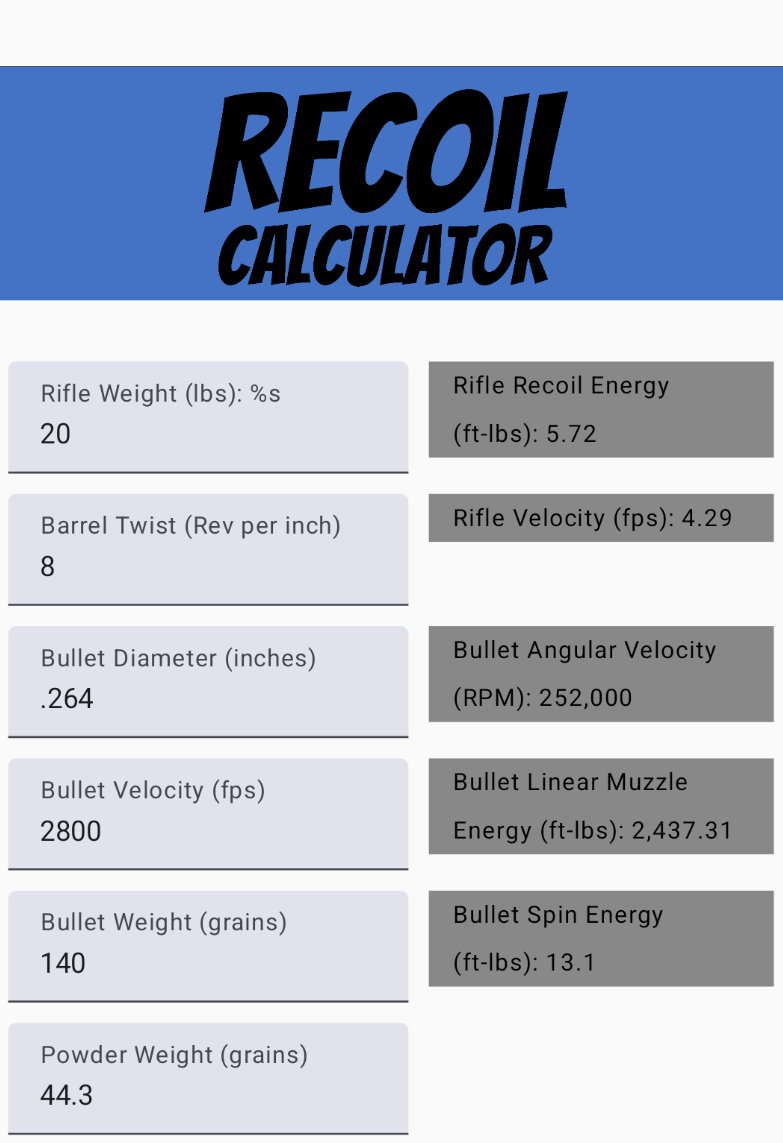 RECOIL
CALCULATOR
Rifle Weight (lbs): %s
20
Rifle Recoil Energy
(ft-lbs): 5.72
Barrel Twist (Rev per inch)
8
Rifle Velocity (fps): 4.29
Bullet Diameter (inches)
.264
Bullet Angular Velocity
(RPM): 252,000
Bullet Velocity (fps)
2800
Bullet Linear Muzzle
Energy (ft-lbs): 2,437.31
Bullet Weight (grains)
140
Bullet Spin Energy
(ft-lbs): 13.1
Powder Weight (grains)
44.3